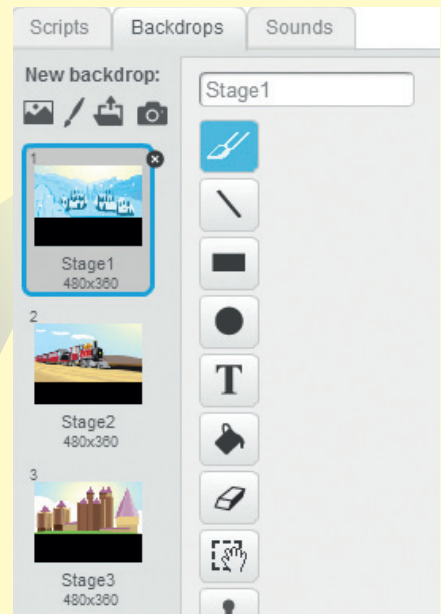 Scripts Backdrops Sounds
New backdrop:
Stage1
1
Stage1
480x360
2
Stage2
480x360
3
Stage3
480x360
T